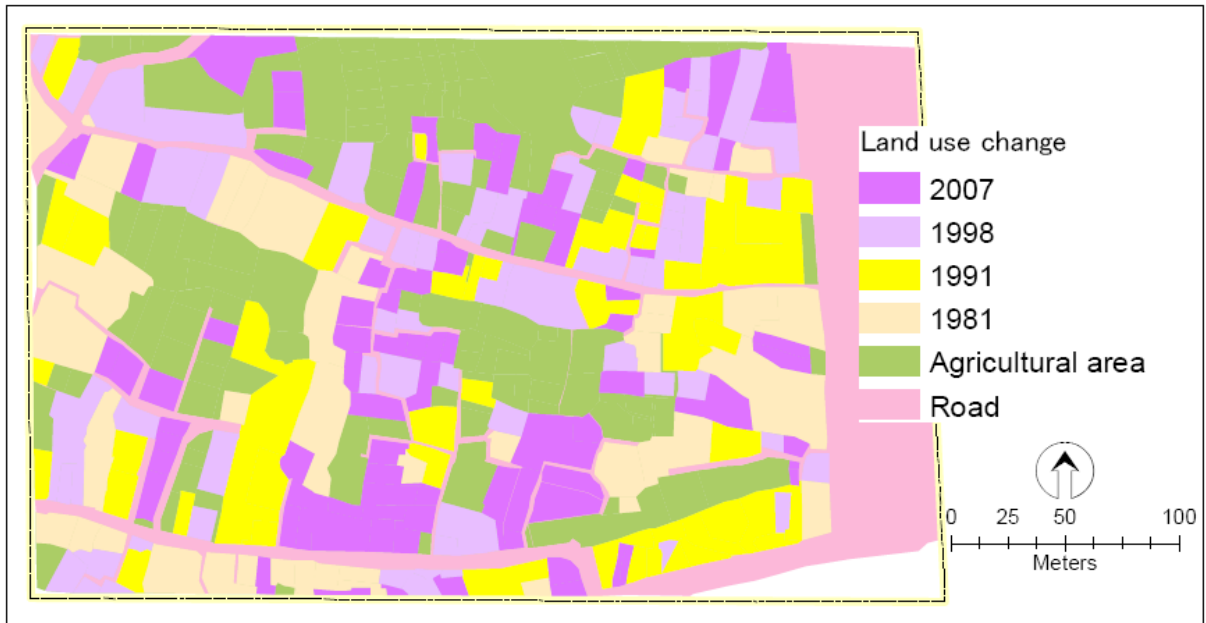 Land use change
2007
1998
1991
1981
Agricultural area
Road
0 25 50 100
Meters